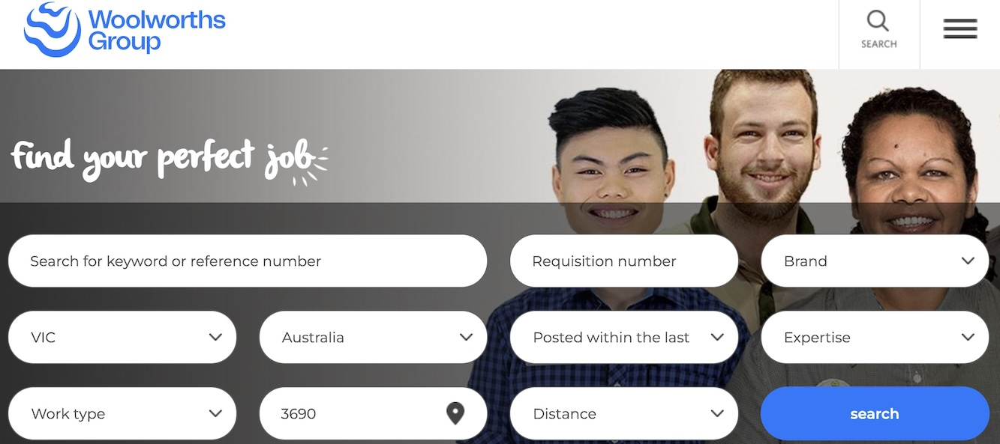 Woolworths
Group
SEARCH
find your perfect job
Search for keyword or reference number
Requisition number
Brand
VIC
Australia
Posted within the last
Expertise
Work type
3690
Distance
search